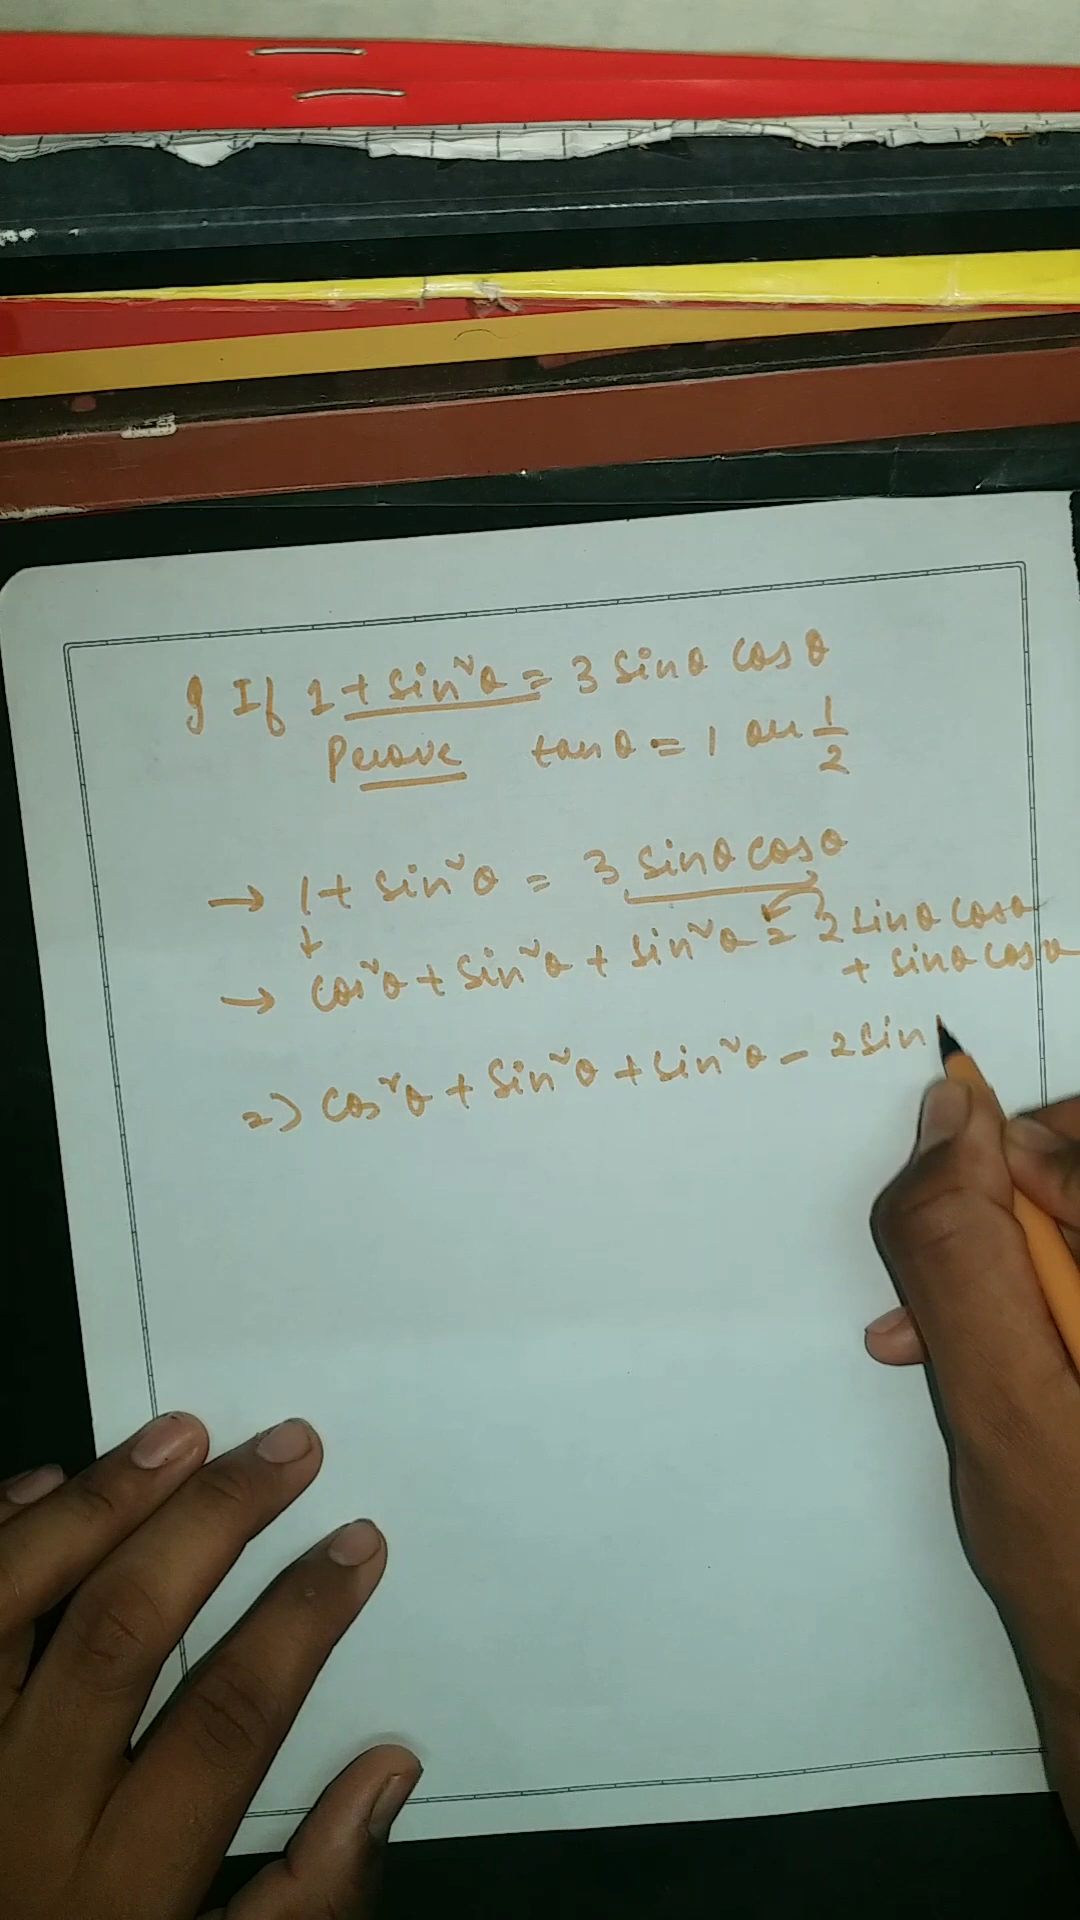 Q If 1 + sin²θ = 3 sinθ cosθ
Prove tanθ = 1 or 1/2
→ 1 + sin²θ = 3 sinθ cosθ
→ cos²θ + sin²θ + sin²θ = 2 sinθ cosθ
+ sinθ cosθ
=> cos²θ + sin²θ + sin²θ - 2 sin